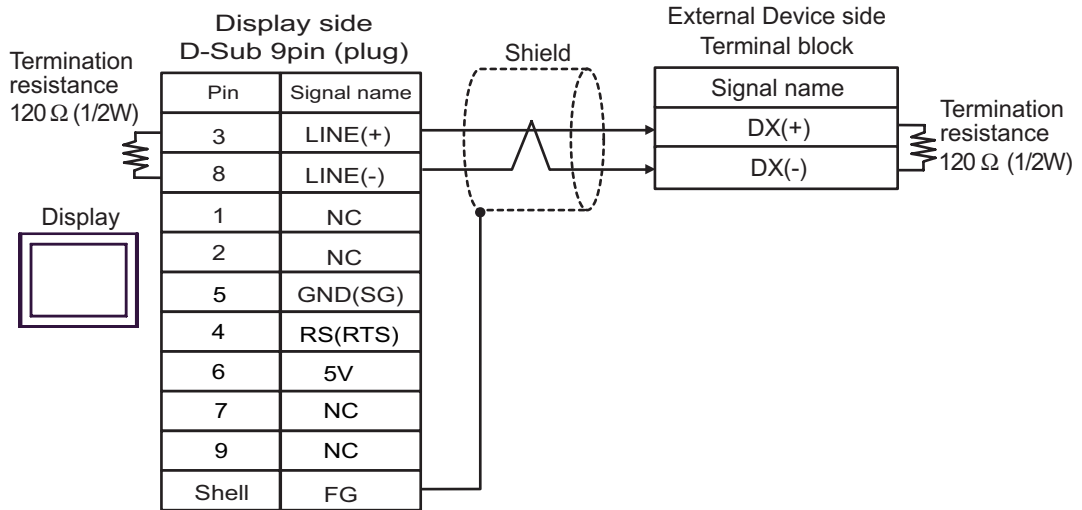 Display side
D-Sub 9pin (plug)
Termination
resistance
120 Ω (1/2W)
Pin Signal name
3 LINE(+)
8 LINE(-)
1 NC
2 NC
5 GND(SG)
4 RS(RTS)
6 5V
7 NC
9 NC
Shell FG
Display
Shield
External Device side
Terminal block
Signal name
DX(+)
DX(-)
Termination
resistance
120 Ω (1/2W)